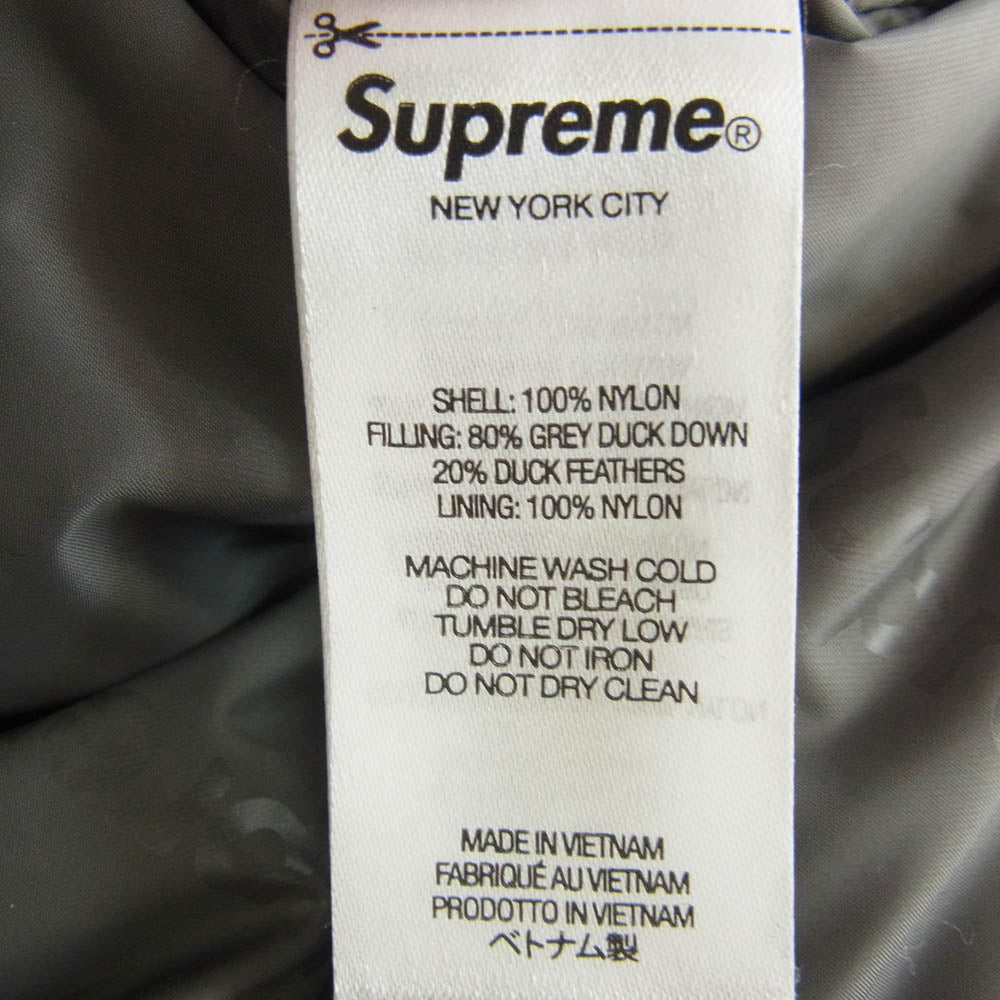 Supreme®
NEW YORK CITY
SHELL: 100% NYLON
FILLING: 80% GREY DUCK DOWN
20% DUCK FEATHERS
LINING: 100% NYLON
MACHINE WASH COLD
DO NOT BLEACH
TUMBLE DRY LOW
DO NOT IRON
DO NOT DRY CLEAN
MADE IN VIETNAM
FABRIQUÉ AU VIETNAM
PRODOTTO IN VIETNAM
ベトナム製